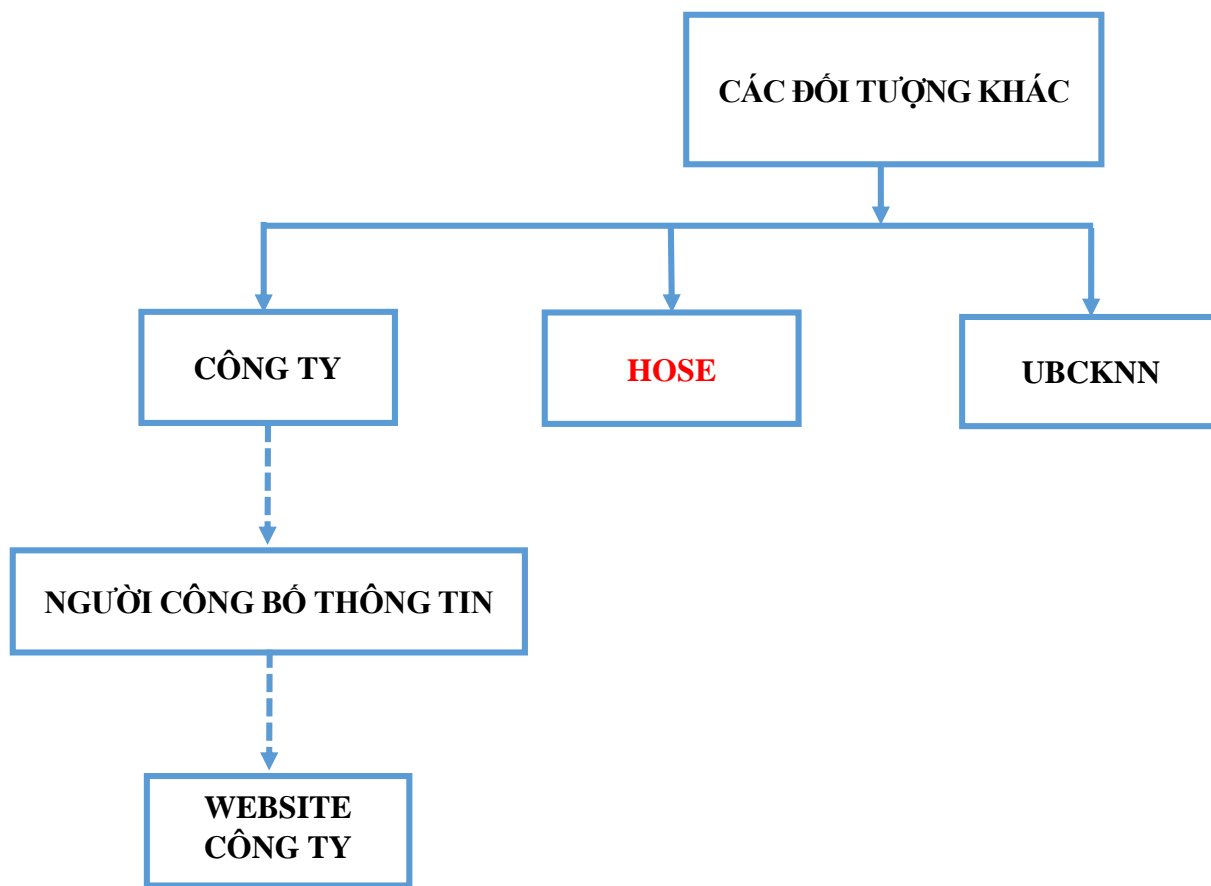 CÁC ĐỐI TƯỢNG KHÁC
CÔNG TY
HOSE
UBCKNN
NGƯỜI CÔNG BỐ THÔNG TIN
WEBSITE
CÔNG TY